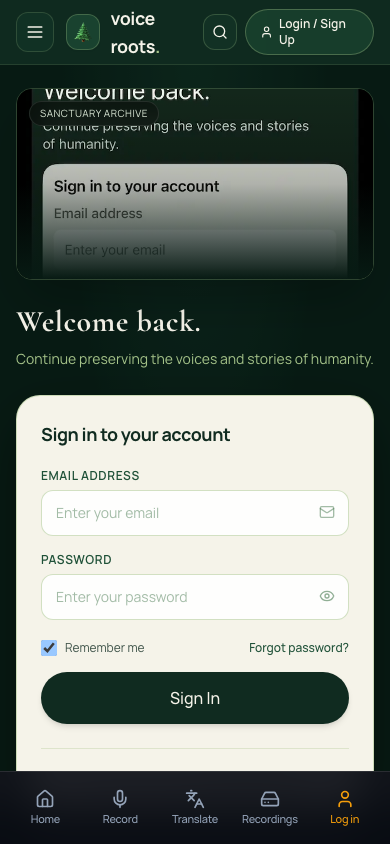 voice
roots.
Login / Sign
Up
Welcome back.
SANCTUARY ARCHIVE
Continue preserving the voices and stories
of humanity.
Sign in to your account
Email address
Enter your email
Welcome back.
Continue preserving the voices and stories of humanity.
Sign in to your account
EMAIL ADDRESS
Enter your email
PASSWORD
Enter your password
Remember me
Forgot password?
Sign In
Home
Record
Translate
Recordings
Log in